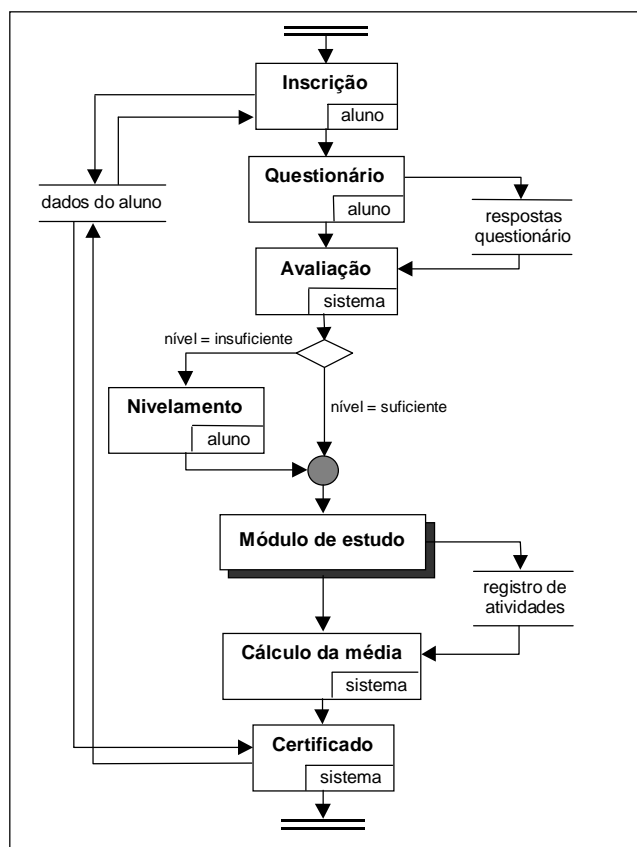 Inscrição
aluno
dados do aluno
Questionário
aluno
respostas
questionário
Avaliação
sistema
nível = insuficiente
Nivelamento
aluno
nível = suficiente
Módulo de estudo
registro de
atividades
Cálculo da média
sistema
Certificado
sistema